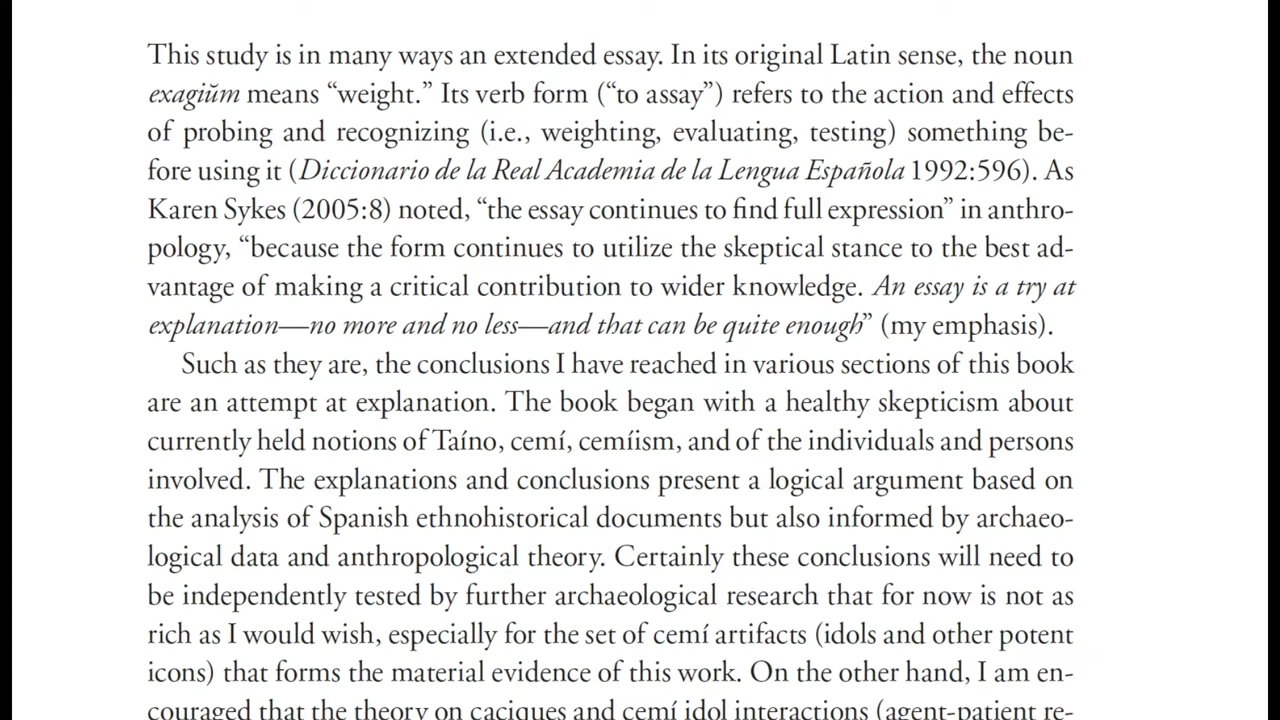 This study is in many ways an extended essay. In its original Latin sense, the noun
exagiŭm means “weight.” Its verb form (“to assay”) refers to the action and effects
of probing and recognizing (i.e., weighting, evaluating, testing) something be-
fore using it (Diccionario de la Real Academia de la Lengua Española 1992:596). As
Karen Sykes (2005:8) noted, “the essay continues to find full expression” in anthro-
pology, “because the form continues to utilize the skeptical stance to the best ad-
vantage of making a critical contribution to wider knowledge. An essay is a try at
explanation—no more and no less—and that can be quite enough” (my emphasis).
Such as they are, the conclusions I have reached in various sections of this book
are an attempt at explanation. The book began with a healthy skepticism about
currently held notions of Taíno, cemí, cemíism, and of the individuals and persons
involved. The explanations and conclusions present a logical argument based on
the analysis of Spanish ethnohistorical documents but also informed by archaeo-
logical data and anthropological theory. Certainly these conclusions will need to
be independently tested by further archaeological research that for now is not as
rich as I would wish, especially for the set of cemí artifacts (idols and other potent
icons) that forms the material evidence of this work. On the other hand, I am en-
couraged that the theory on caciques and cemí idol interactions (agent-patient re-